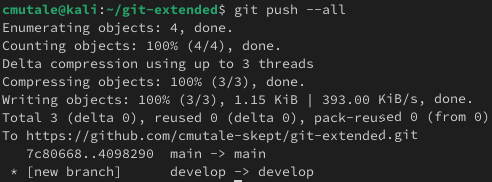 cmutale@kali:~/git-extended$ git push --all
Enumerating objects: 4, done.
Counting objects: 100% (4/4), done.
Delta compression using up to 3 threads
Compressing objects: 100% (3/3), done.
Writing objects: 100% (3/3), 1.15 KiB | 393.00 KiB/s, done.
Total 3 (delta 0), reused 0 (delta 0), pack-reused 0 (from 0)
To https://github.com/cmutale-skept/git-extended.git
   7c80668..4098290  main -> main
 * [new branch]      develop -> develop